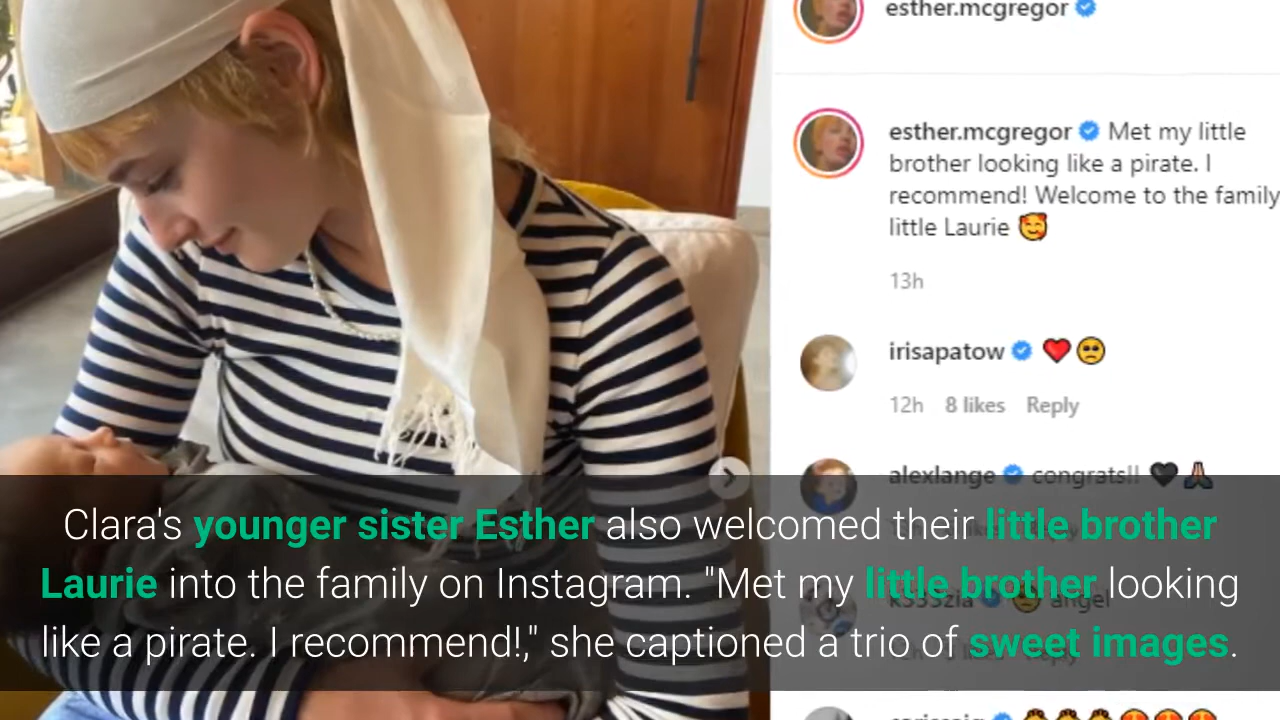 esther.mcgregor
esther.mcgregor Met my little
brother looking like a pirate. I
recommend! Welcome to the family
little Laurie 🥰
13h
irisapatow ❤️🥺
12h 8 likes Reply
alexlange congrats!! 🖤🙏🏻
Clara's younger sister Esther also welcomed their little brother
Laurie into the family on Instagram. "Met my little brother looking
like a pirate. I recommend!," she captioned a trio of sweet images.
angel